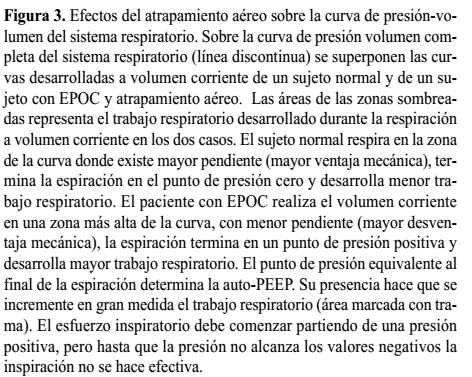 Figura 3. Efectos del atrapamiento aéreo sobre la curva de presión-vo-
lumen del sistema respiratorio. Sobre la curva de presión volumen com-
pleta del sistema respiratorio (línea discontinua) se superponen las cur-
vas desarrolladas a volumen corriente de un sujeto normal y de un su-
jeto con EPOC y atrapamiento aéreo. Las áreas de las zonas sombrea-
das representa el trabajo respiratorio desarrollado durante la respiración
a volumen corriente en los dos casos. El sujeto normal respira en la zona
de la curva donde existe mayor pendiente (mayor ventaja mecánica), ter-
mina la espiración en el punto de presión cero y desarrolla menor tra-
bajo respiratorio. El paciente con EPOC realiza el volumen corriente
en una zona más alta de la curva, con menor pendiente (mayor desven-
taja mecánica), la espiración termina en un punto de presión positiva y
desarrolla mayor trabajo respiratorio. El punto de presión equivalente al
final de la espiración determina la auto-PEEP. Su presencia hace que se
incremente en gran medida el trabajo respiratorio (área marcada con tra-
ma). El esfuerzo inspiratorio debe comenzar partiendo de una presión
positiva, pero hasta que la presión no alcanza los valores negativos la
inspiración no se hace efectiva.